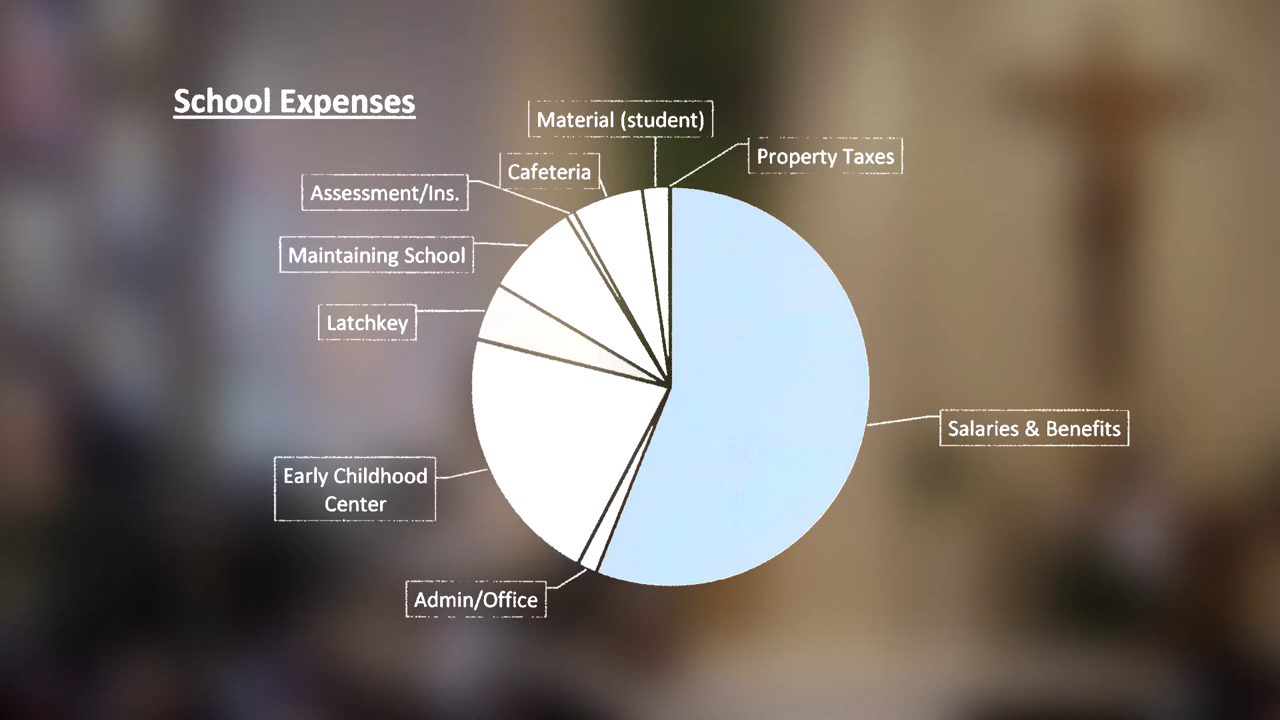 School Expenses
Material (student)
Property Taxes
Cafeteria
Assessment/Ins.
Maintaining School
Latchkey
Salaries & Benefits
Early Childhood
Center
Admin/Office